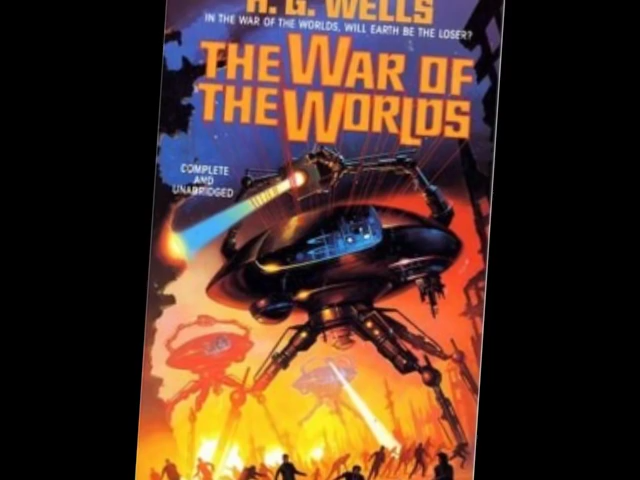 H. G. WELLS
IN THE WAR OF THE WORLDS, WILL EARTH BE THE LOSER?
THE WAR OF
THE WORLDS
COMPLETE
AND
UNABRIDGED